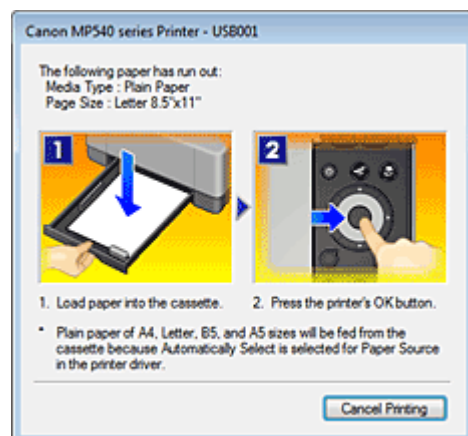 Canon MP540 series Printer - USB001
The following paper has run out:
Media Type : Plain Paper
Page Size : Letter 8.5"x11"
1
2
1. Load paper into the cassette.
2. Press the printer's OK button.
* Plain paper of A4, Letter, B5, and A5 sizes will be fed from the
cassette because Automatically Select is selected for Paper Source
in the printer driver.
Cancel Printing